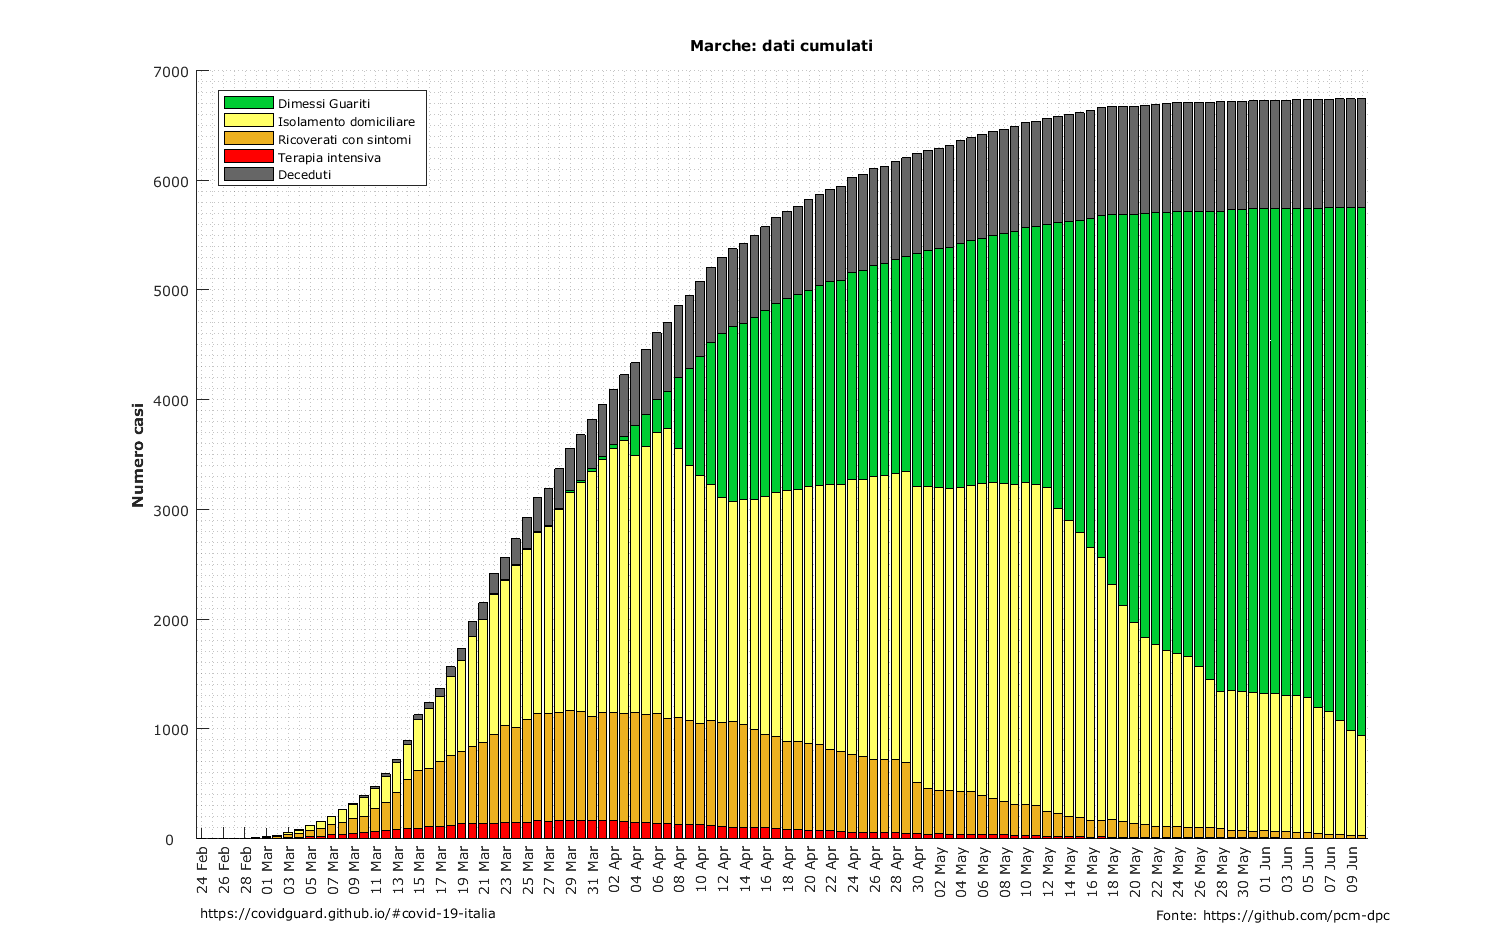 Marche: dati cumulati
7000
6000
5000
4000
3000
2000
1000
0
Numero casi
Dimessi Guariti
Isolamento domiciliare
Ricoverati con sintomi
Terapia intensiva
Deceduti
24 Feb
26 Feb
28 Feb
01 Mar
03 Mar
05 Mar
07 Mar
09 Mar
11 Mar
13 Mar
15 Mar
17 Mar
19 Mar
21 Mar
23 Mar
25 Mar
27 Mar
29 Mar
31 Mar
02 Apr
04 Apr
06 Apr
08 Apr
10 Apr
12 Apr
14 Apr
16 Apr
18 Apr
20 Apr
22 Apr
24 Apr
26 Apr
28 Apr
30 Apr
02 May
04 May
06 May
08 May
10 May
12 May
14 May
16 May
18 May
20 May
22 May
24 May
26 May
28 May
30 May
01 Jun
03 Jun
05 Jun
07 Jun
09 Jun
https://covidguard.github.io/#covid-19-italia
Fonte: https://github.com/pcm-dpc